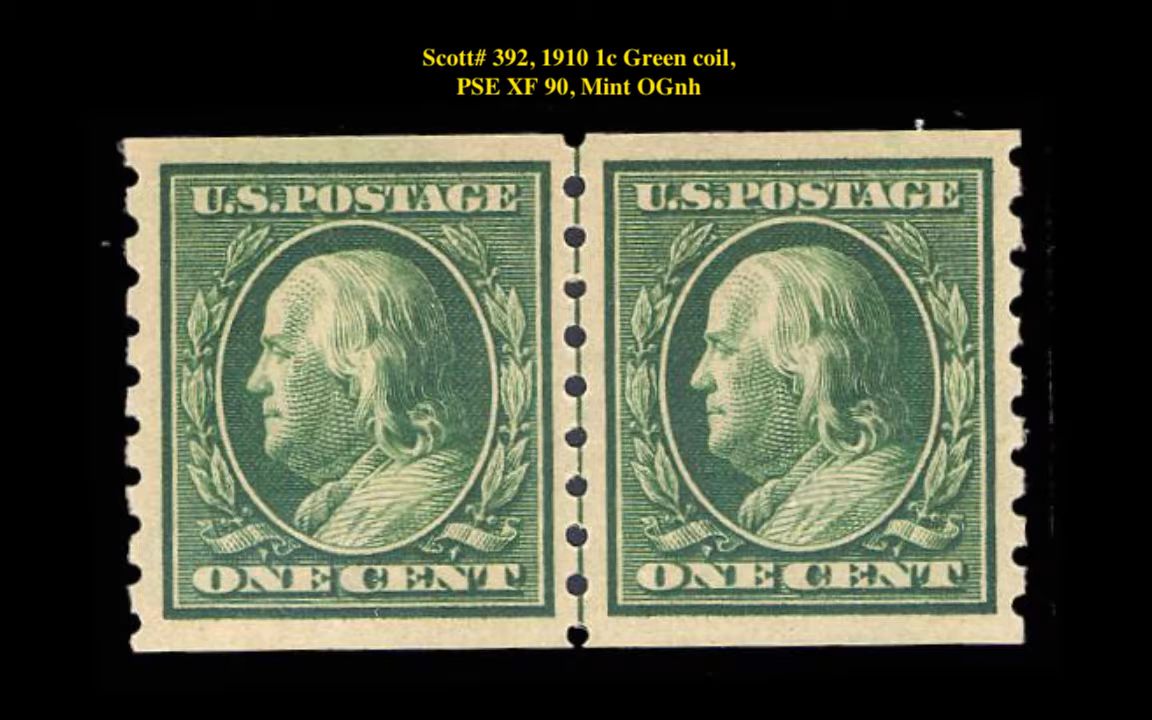 Scott# 392, 1910 1c Green coil,
PSE XF 90, Mint OGnh
U.S.POSTAGE
ONE CENT
U.S.POSTAGE
ONE CENT